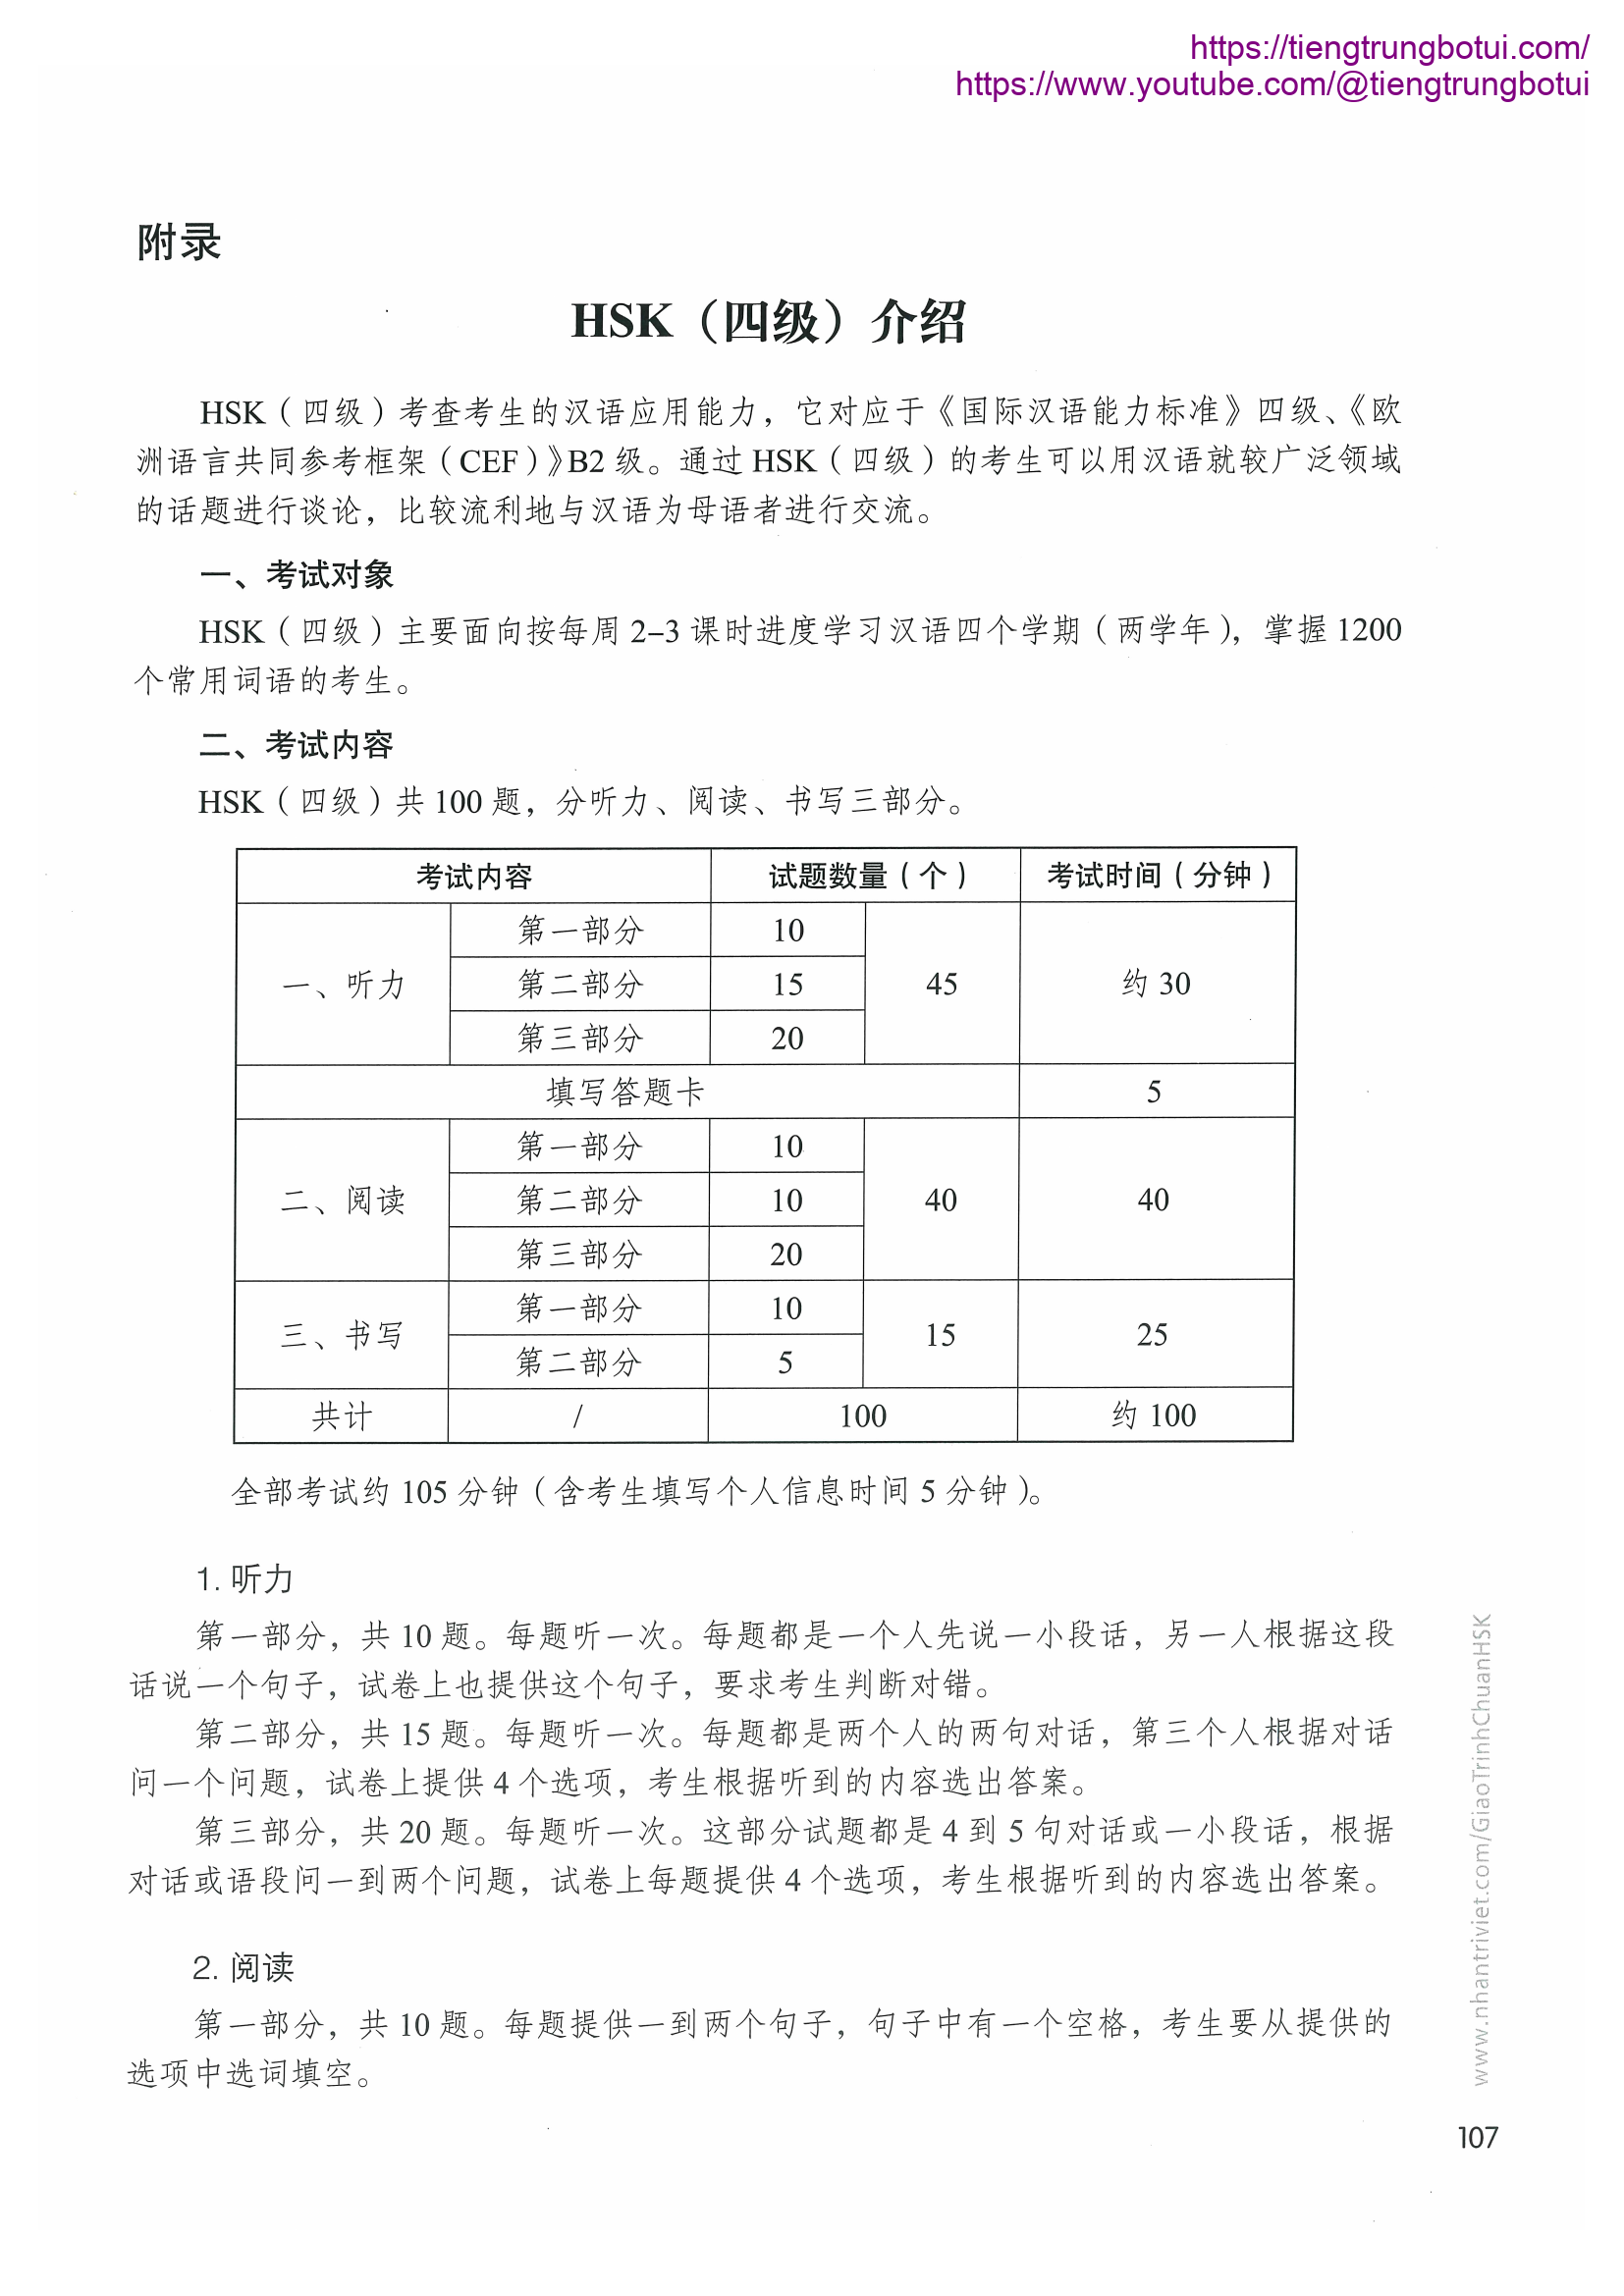 https://tiengtrungbotui.com/
https://www.youtube.com/@tiengtrungbotui
附录
HSK（四级）介绍
HSK（四级）考查考生的汉语应用能力，它对应于《国际汉语能力标准》四级、《欧
洲语言共同参考框架（CEF）》B2 级。通过 HSK（四级）的考生可以用汉语就较广泛领域
的话题进行谈论，比较流利地与汉语为母语者进行交流。
一、考试对象
HSK（四级）主要面向按每周 2–3 课时进度学习汉语四个学期（两学年），掌握 1200
个常用词语的考生。
二、考试内容
HSK（四级）共 100 题，分听力、阅读、书写三部分。
考试内容 试题数量（个） 考试时间（分钟）
一、听力 第一部分 10 45 约 30
第二部分 15
第三部分 20
填写答题卡 5
二、阅读 第一部分 10 40 40
第二部分 10
第三部分 20
三、书写 第一部分 10 15 25
第二部分 5
共计 / 100 约 100
全部考试约 105 分钟（含考生填写个人信息时间 5 分钟）。
1. 听力
第一部分，共 10 题。每题听一次。每题都是一个人先说一小段话，另一人根据这段
话说一个句子，试卷上也提供这个句子，要求考生判断对错。
第二部分，共 15 题。每题听一次。每题都是两个人的两句对话，第三个人根据对话
问一个问题，试卷上提供 4 个选项，考生根据听到的内容选出答案。
第三部分，共 20 题。每题听一次。这部分试题都是 4 到 5 句对话或一小段话，根据
对话或语段问一到两个问题，试卷上每题提供 4 个选项，考生根据听到的内容选出答案。
2. 阅读
第一部分，共 10 题。每题提供一到两个句子，句子中有一个空格，考生要从提供的
选项中选词填空。
www.nhantriviet.com/GiaoTrinhChuanHSK
107